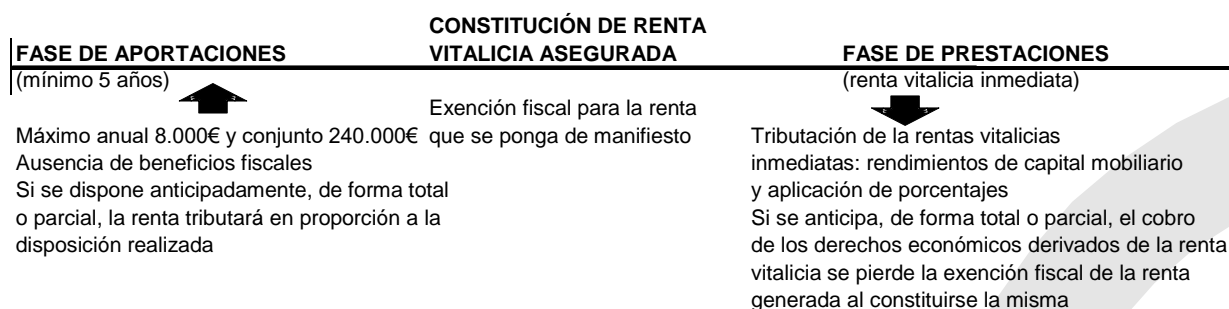 CONSTITUCIÓN DE RENTA
FASE DE APORTACIONES VITALICIA ASEGURADA FASE DE PRESTACIONES
(mínimo 5 años)
Máximo anual 8.000€ y conjunto 240.000€
Ausencia de beneficios fiscales
Si se dispone anticipadamente, de forma total
o parcial, la renta tributará en proporción a la
disposición realizada
Exención fiscal para la renta
que se ponga de manifiesto
(renta vitalicia inmediata)
Tributación de la rentas vitalicias
inmediatas: rendimientos de capital mobiliario
y aplicación de porcentajes
Si se anticipa, de forma total o parcial, el cobro
de los derechos económicos derivados de la renta
vitalicia se pierde la exención fiscal de la renta
generada al constituirse la misma